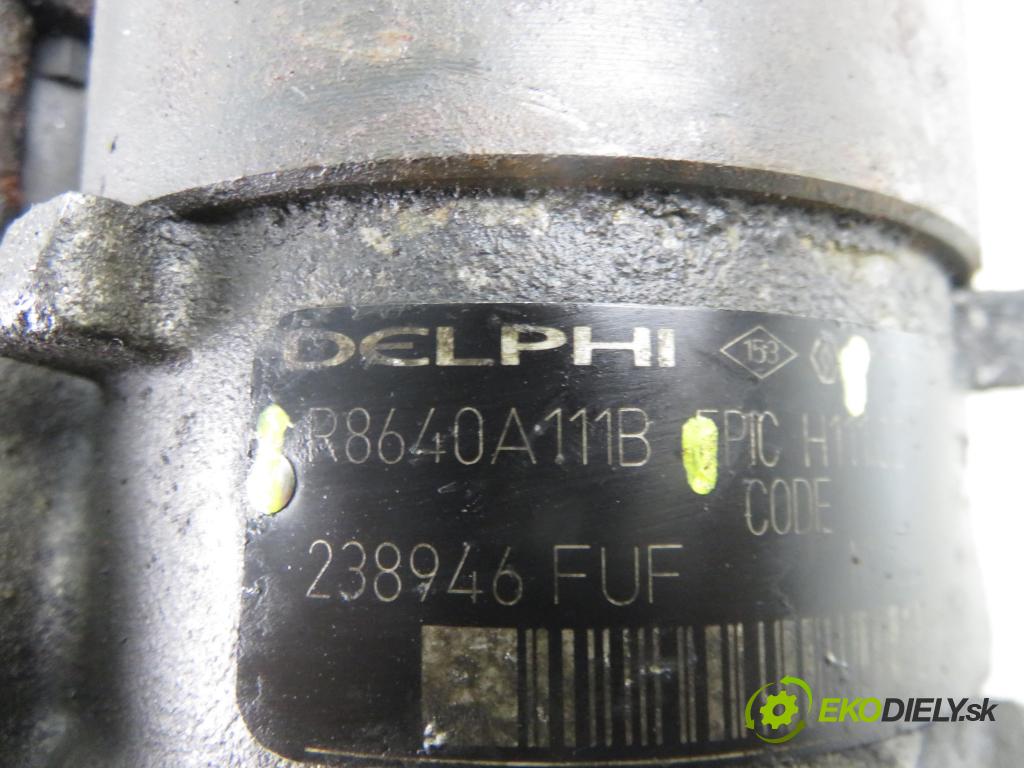 DELPHI 153
R8640A111B EPIC
CODE
238946 FUF
EKODIELY.sk